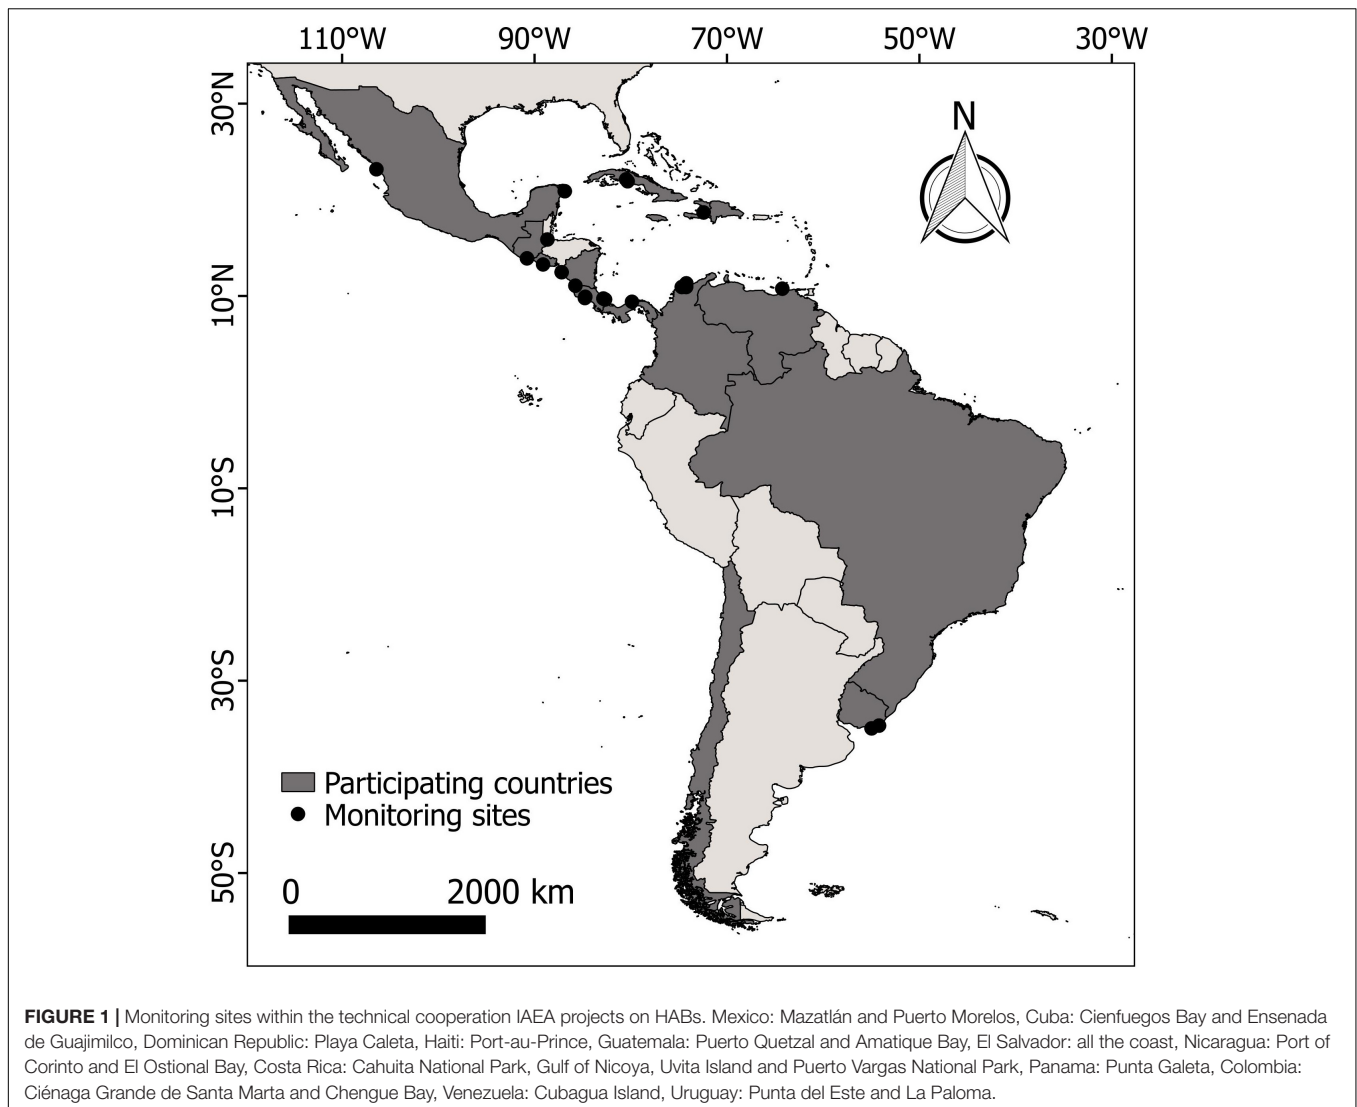 110°W 90°W 70°W 50°W 30°W
30°N
10°N
10°S
30°S
50°S
N
Participating countries
Monitoring sites
0 2000 km
FIGURE 1 | Monitoring sites within the technical cooperation IAEA projects on HABs. Mexico: Mazatlán and Puerto Morelos, Cuba: Cienfuegos Bay and Ensenada
de Guajimilco, Dominican Republic: Playa Caleta, Haiti: Port-au-Prince, Guatemala: Puerto Quetzal and Amatique Bay, El Salvador: all the coast, Nicaragua: Port of
Corinto and El Ostional Bay, Costa Rica: Cahuita National Park, Gulf of Nicoya, Uvita Island and Puerto Vargas National Park, Panama: Punta Galeta, Colombia:
Ciénaga Grande de Santa Marta and Chengue Bay, Venezuela: Cubagua Island, Uruguay: Punta del Este and La Paloma.